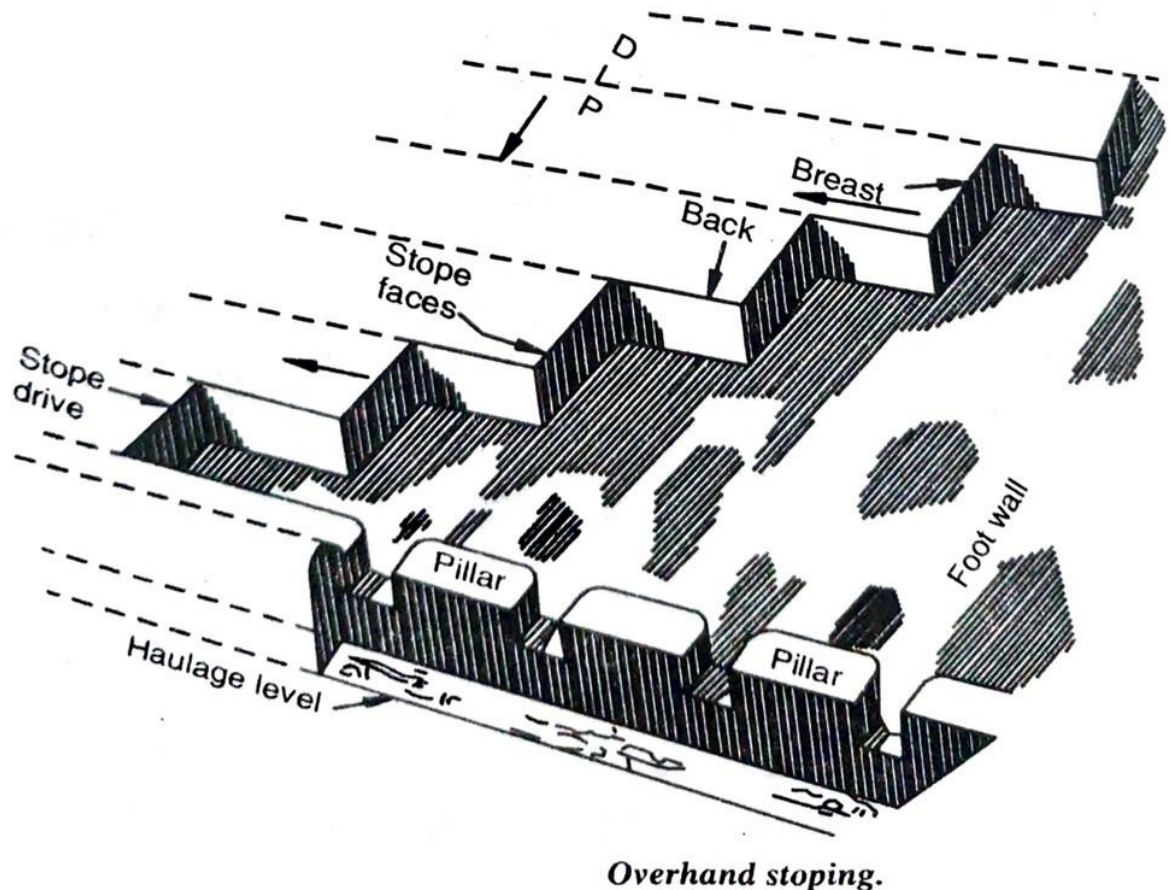 D
P
Breast
Back
Stope
faces
Stope
drive
Foot wall
Pillar
Pillar
Haulage level
Overhand stoping.